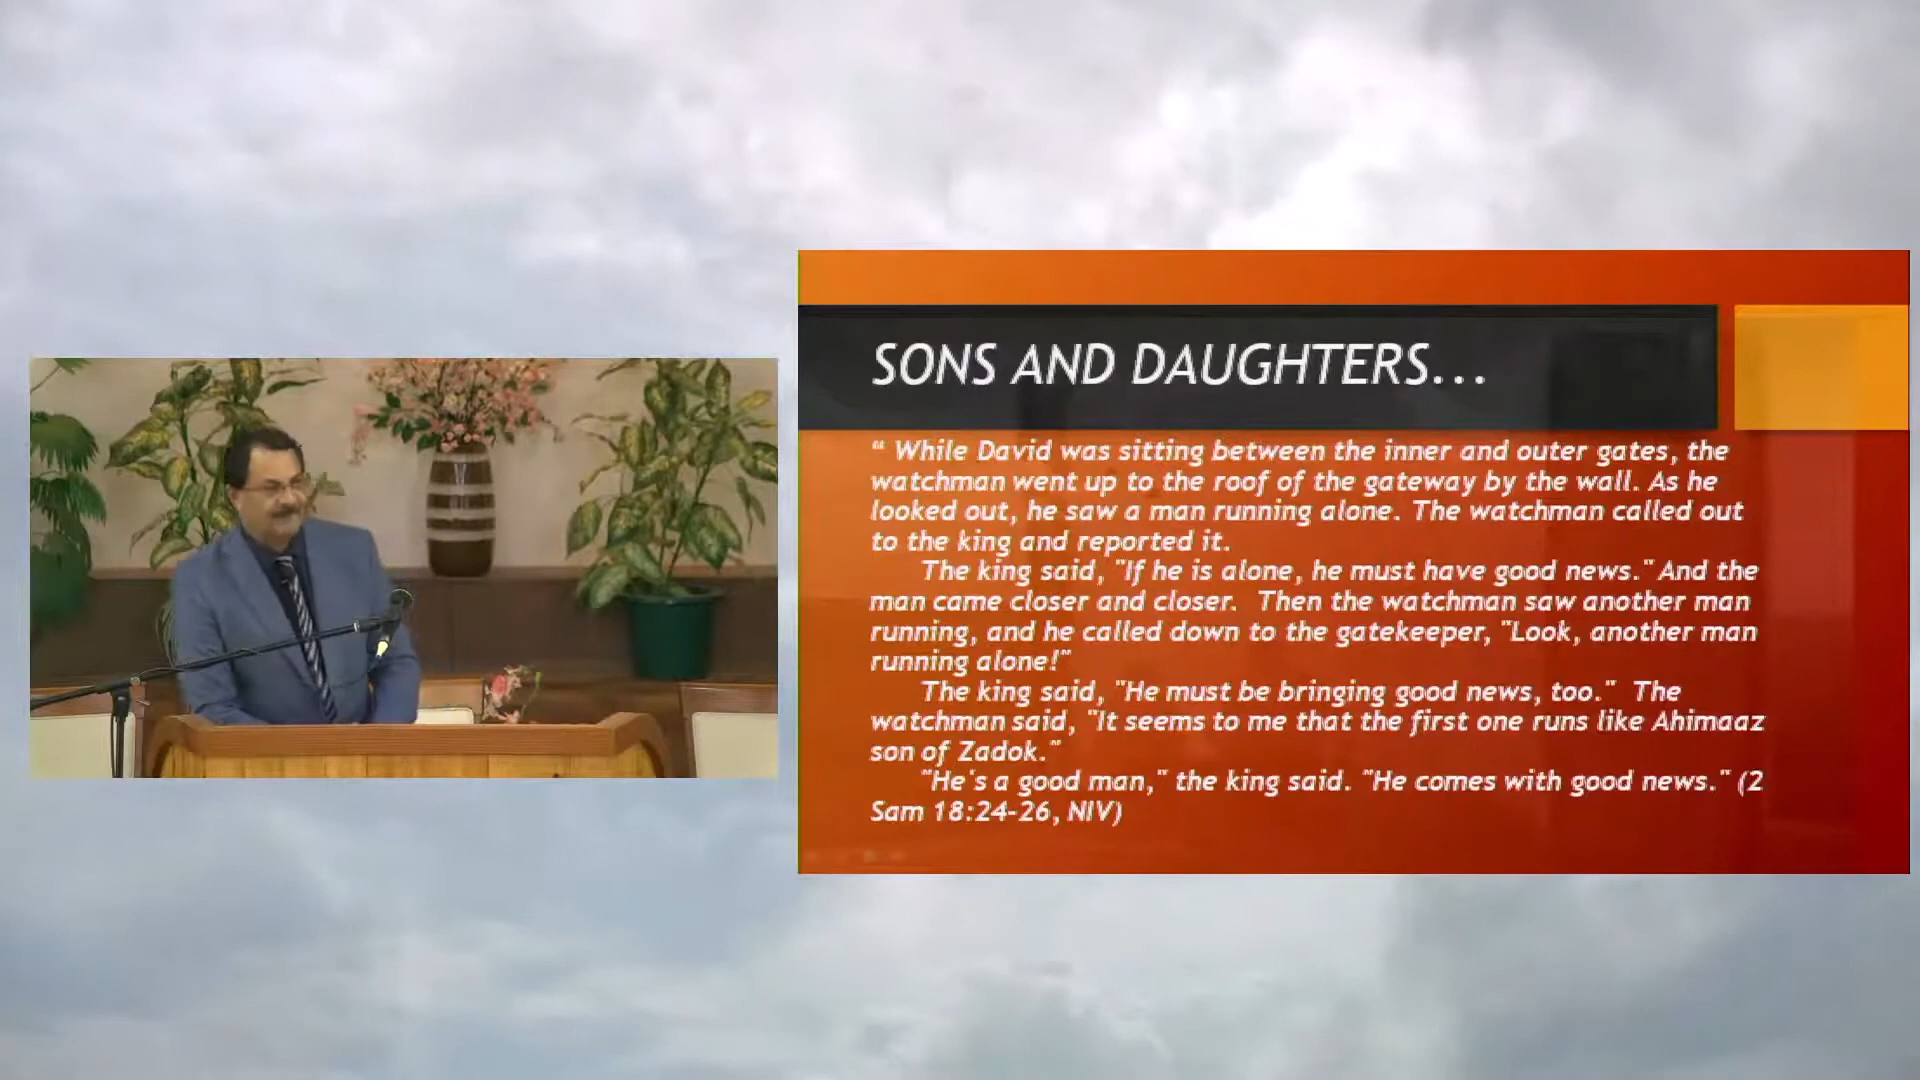 SONS AND DAUGHTERS...
“ While David was sitting between the inner and outer gates, the
watchman went up to the roof of the gateway by the wall. As he
looked out, he saw a man running alone. The watchman called out
to the king and reported it.
The king said, "If he is alone, he must have good news." And the
man came closer and closer. Then the watchman saw another man
running, and he called down to the gatekeeper, "Look, another man
running alone!"
The king said, "He must be bringing good news, too." The
watchman said, "It seems to me that the first one runs like Ahimaaz
son of Zadok."
"He's a good man," the king said. "He comes with good news." (2
Sam 18:24-26, NIV)